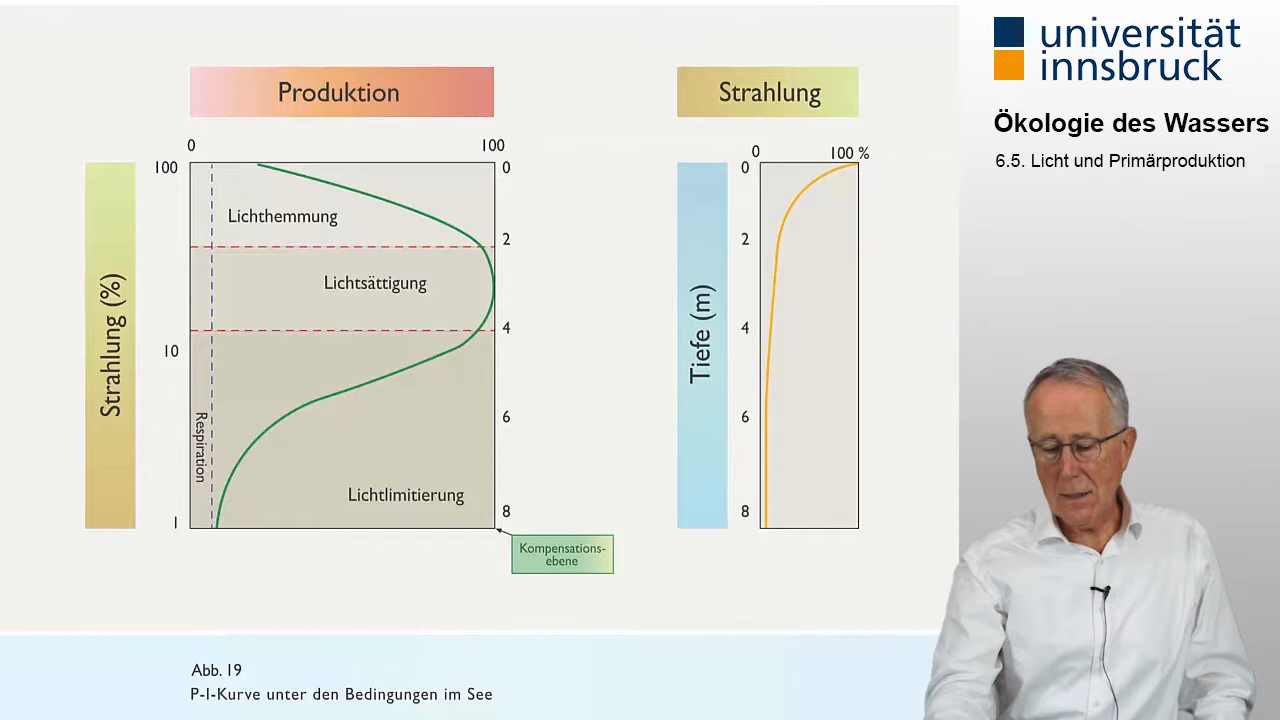 universität
innsbruck
Ökologie des Wassers
6.5. Licht und Primärproduktion
Produktion
0
100
Strahlung (%)
100
10
1
Lichthemmung
Lichtsättigung
Lichtlimitierung
Respiration
0
2
4
6
8
Kompensations-
ebene
Strahlung
0
100 %
Tiefe (m)
0
2
4
6
8
Abb. 19
P-I-Kurve unter den Bedingungen im See